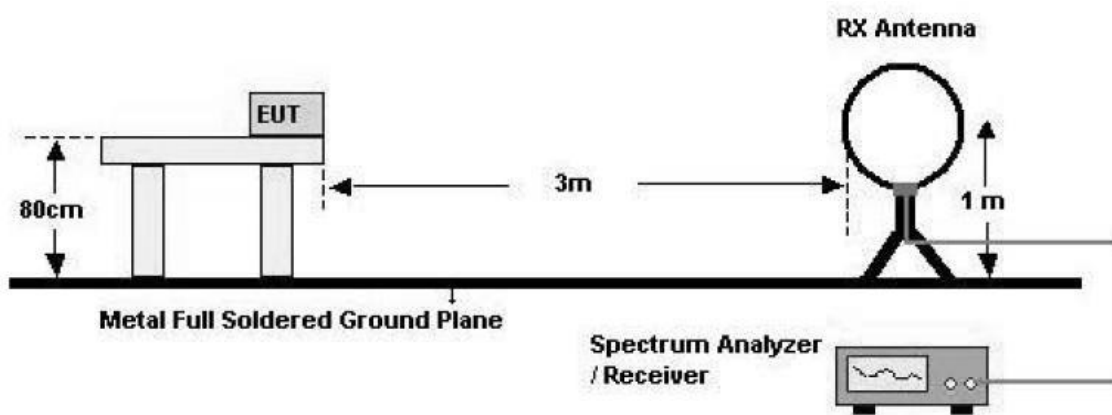 RX Antenna
EUT
3m
80cm
1 m
Metal Full Soldered Ground Plane
Spectrum Analyzer
/ Receiver